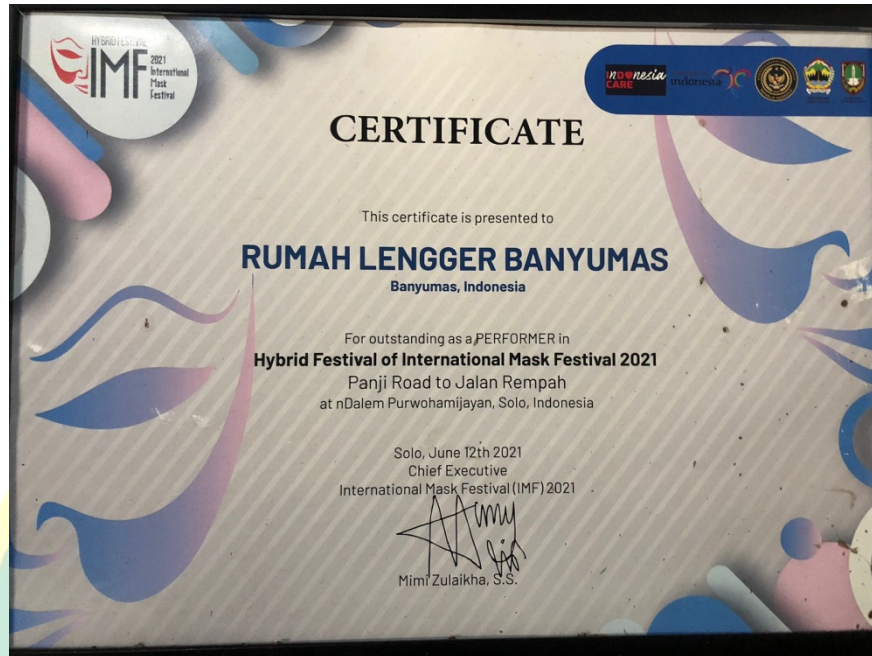 HYBRID FESTIVAL
IMF
2021
International
Mask
Festival
INDONESIA
CARE
indonesia
CERTIFICATE
This certificate is presented to
RUMAH LENGGER BANYUMAS
Banyumas, Indonesia
For outstanding as a PERFORMER in
Hybrid Festival of International Mask Festival 2021
Panji Road to Jalan Rempah
at nDalem Purwohamijayan, Solo, Indonesia
Solo, June 12th 2021
Chief Executive
International Mask Festival (IMF) 2021
Mimi Zulaikha, S.S.